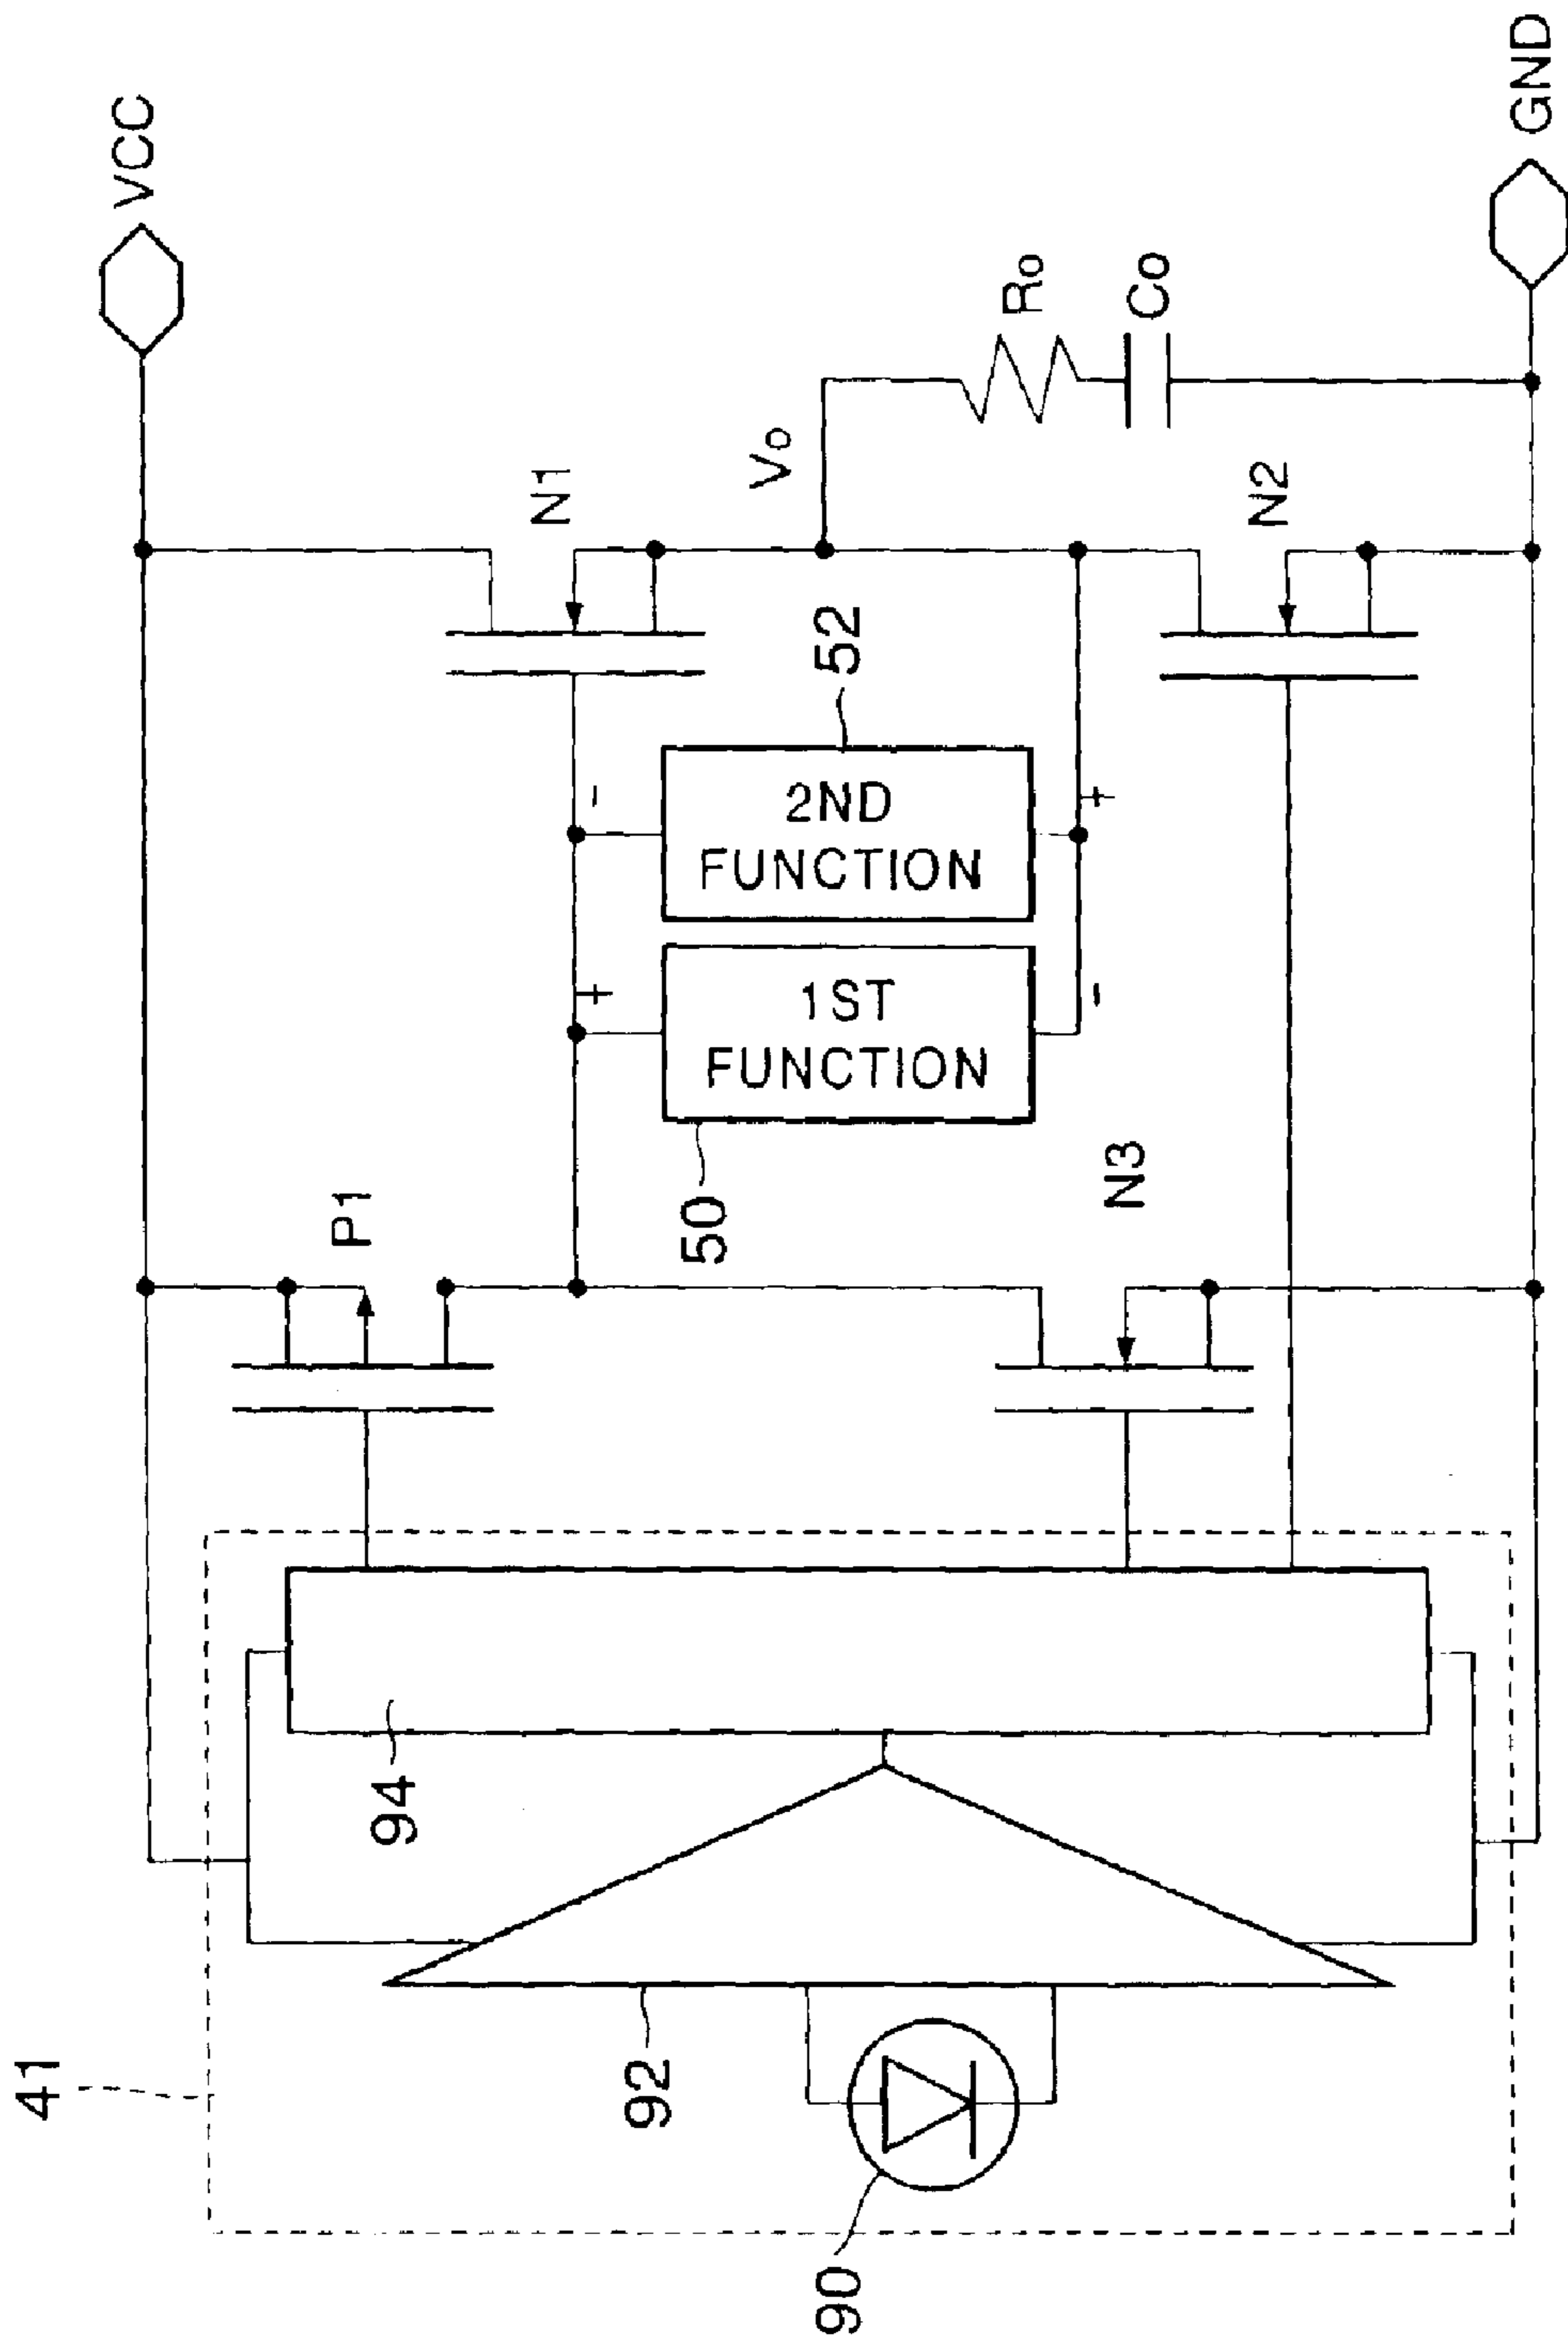 41
VCC
P1
N1
94
Vo
Ro
Co
92
50
52
+
-
1ST
FUNCTION
2ND
FUNCTION
-
+
90
N3
N2
GND